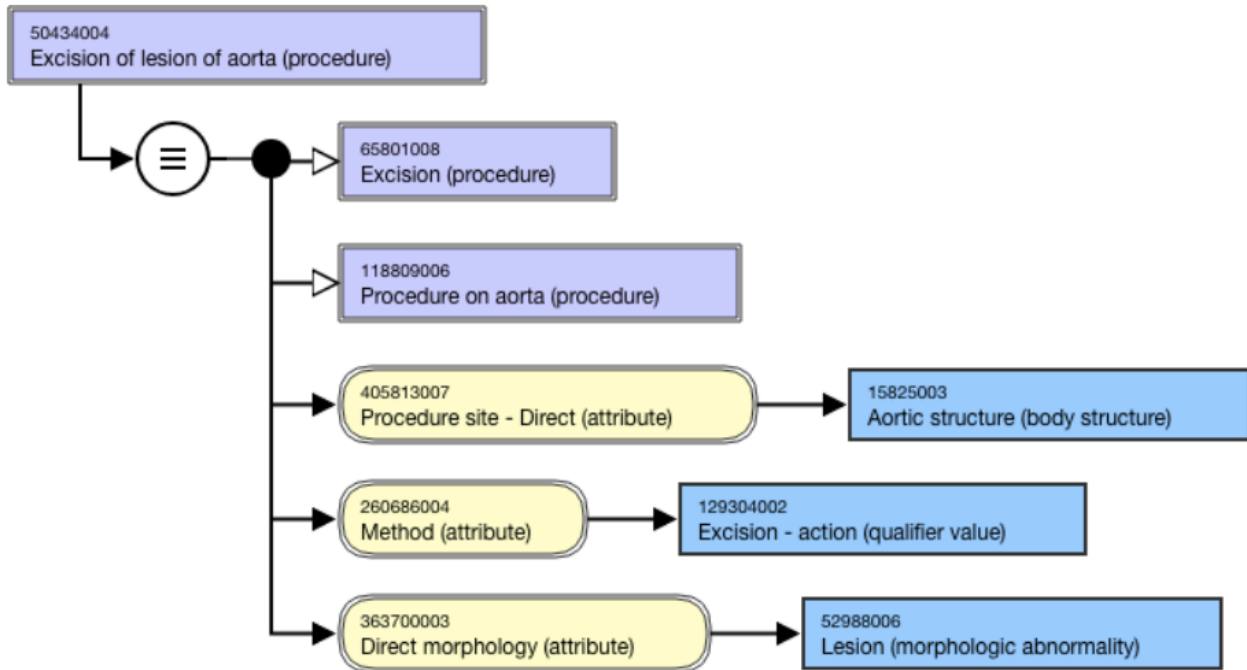 50434004
Excision of lesion of aorta (procedure)
65801008
Excision (procedure)
118809006
Procedure on aorta (procedure)
405813007
Procedure site - Direct (attribute)
15825003
Aortic structure (body structure)
260686004
Method (attribute)
129304002
Excision - action (qualifier value)
363700003
Direct morphology (attribute)
52988006
Lesion (morphologic abnormality)